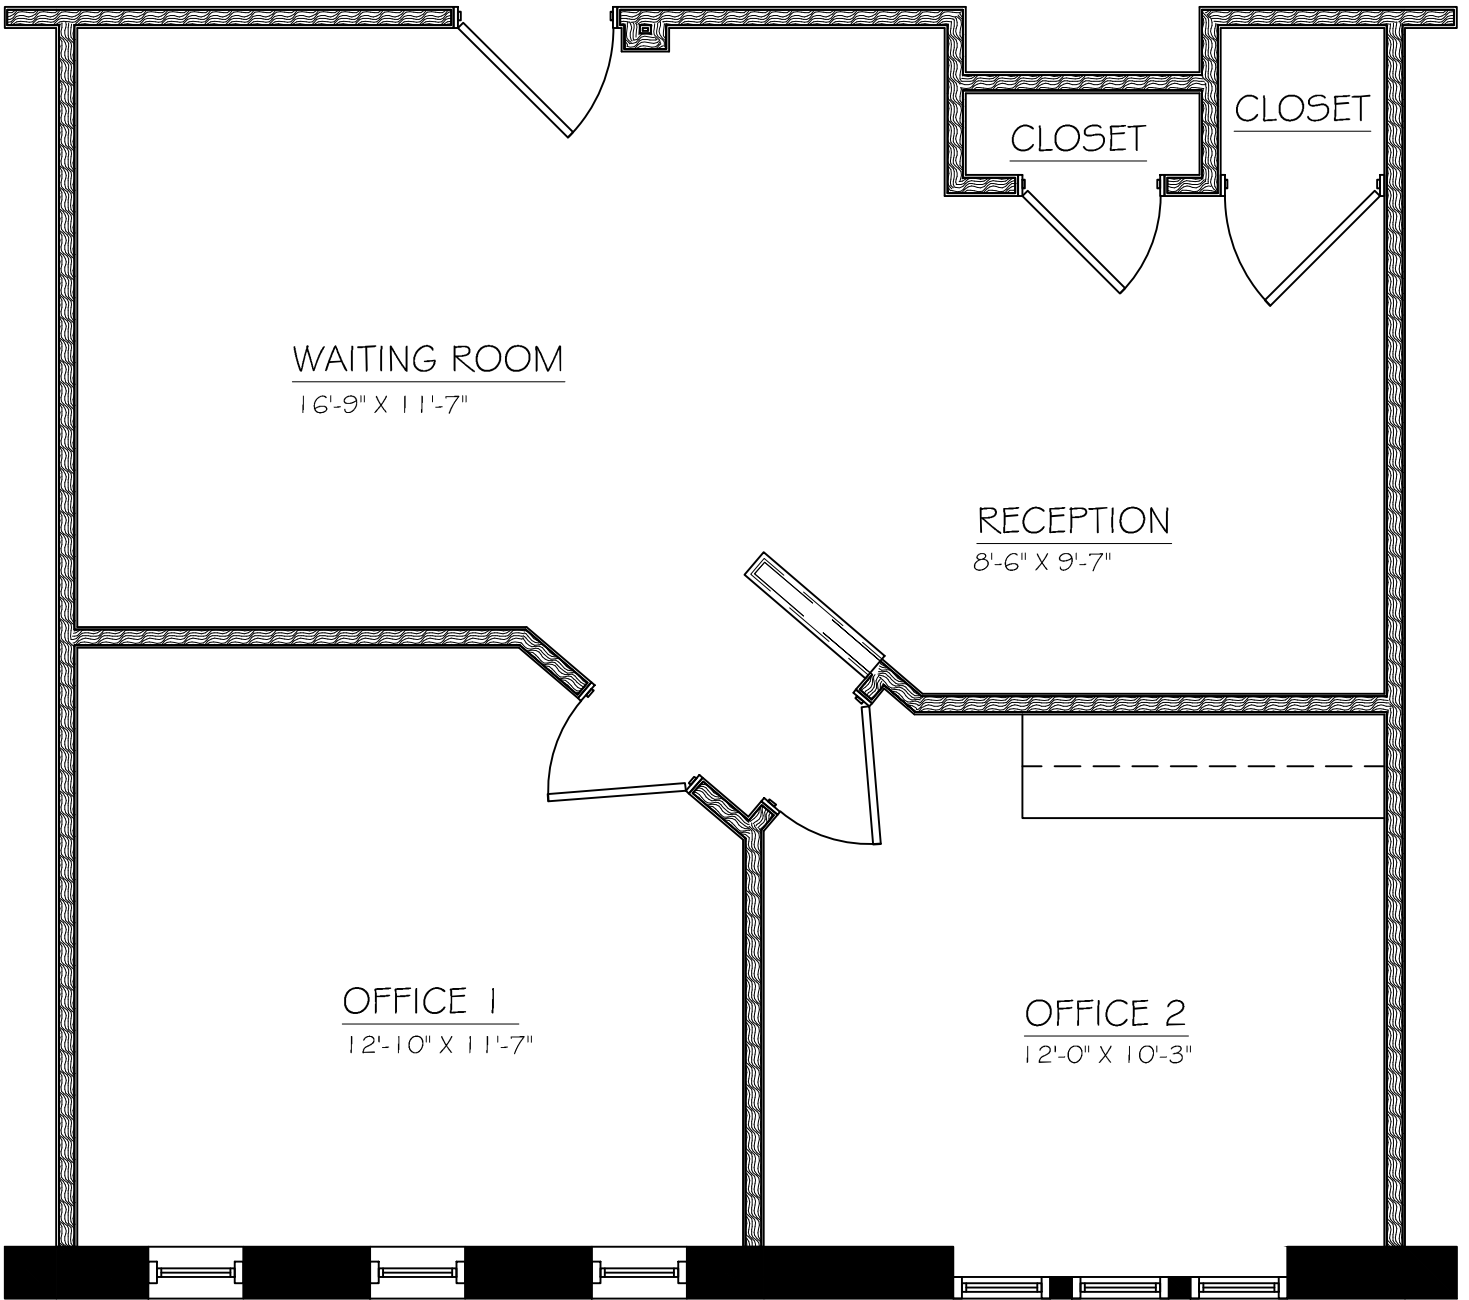 CLOSET
CLOSET
WAITING ROOM
16'-9" X 11'-7"
RECEPTION
8'-6" X 9'-7"
OFFICE 1
12'-10" X 11'-7"
OFFICE 2
12'-0" X 10'-3"